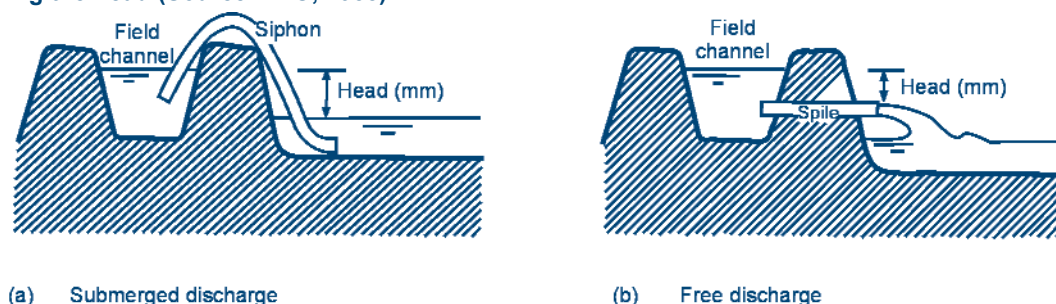 Field
channel
Siphon
Head (mm)
(a) Submerged discharge
Field
channel
Head (mm)
Spile
(b) Free discharge